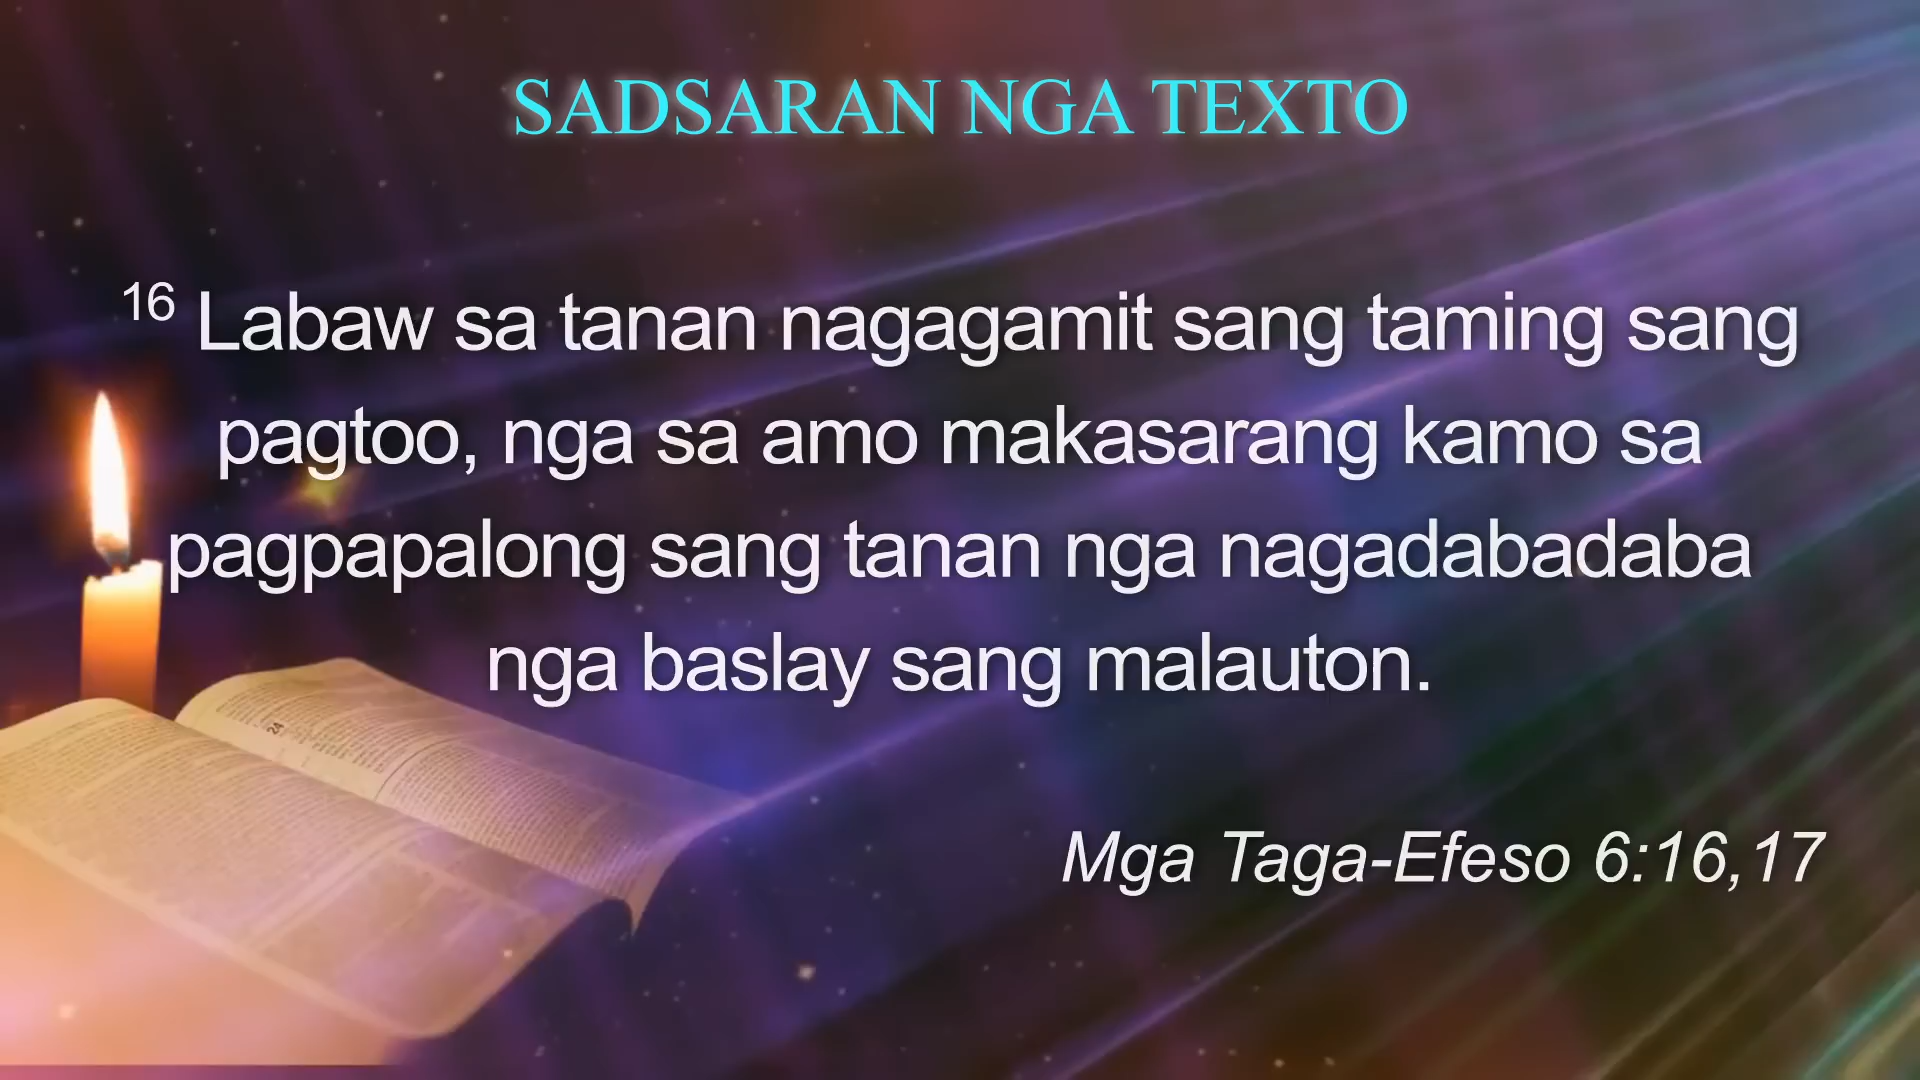 SADSARAN NGA TEXTO
16 Labaw sa tanan nagagamit sang taming sang
pagtoo, nga sa amo makasarang kamo sa
pagpapalong sang tanan nga nagadabadaba
nga baslay sang malauton.
Mga Taga-Efeso 6:16,17
24